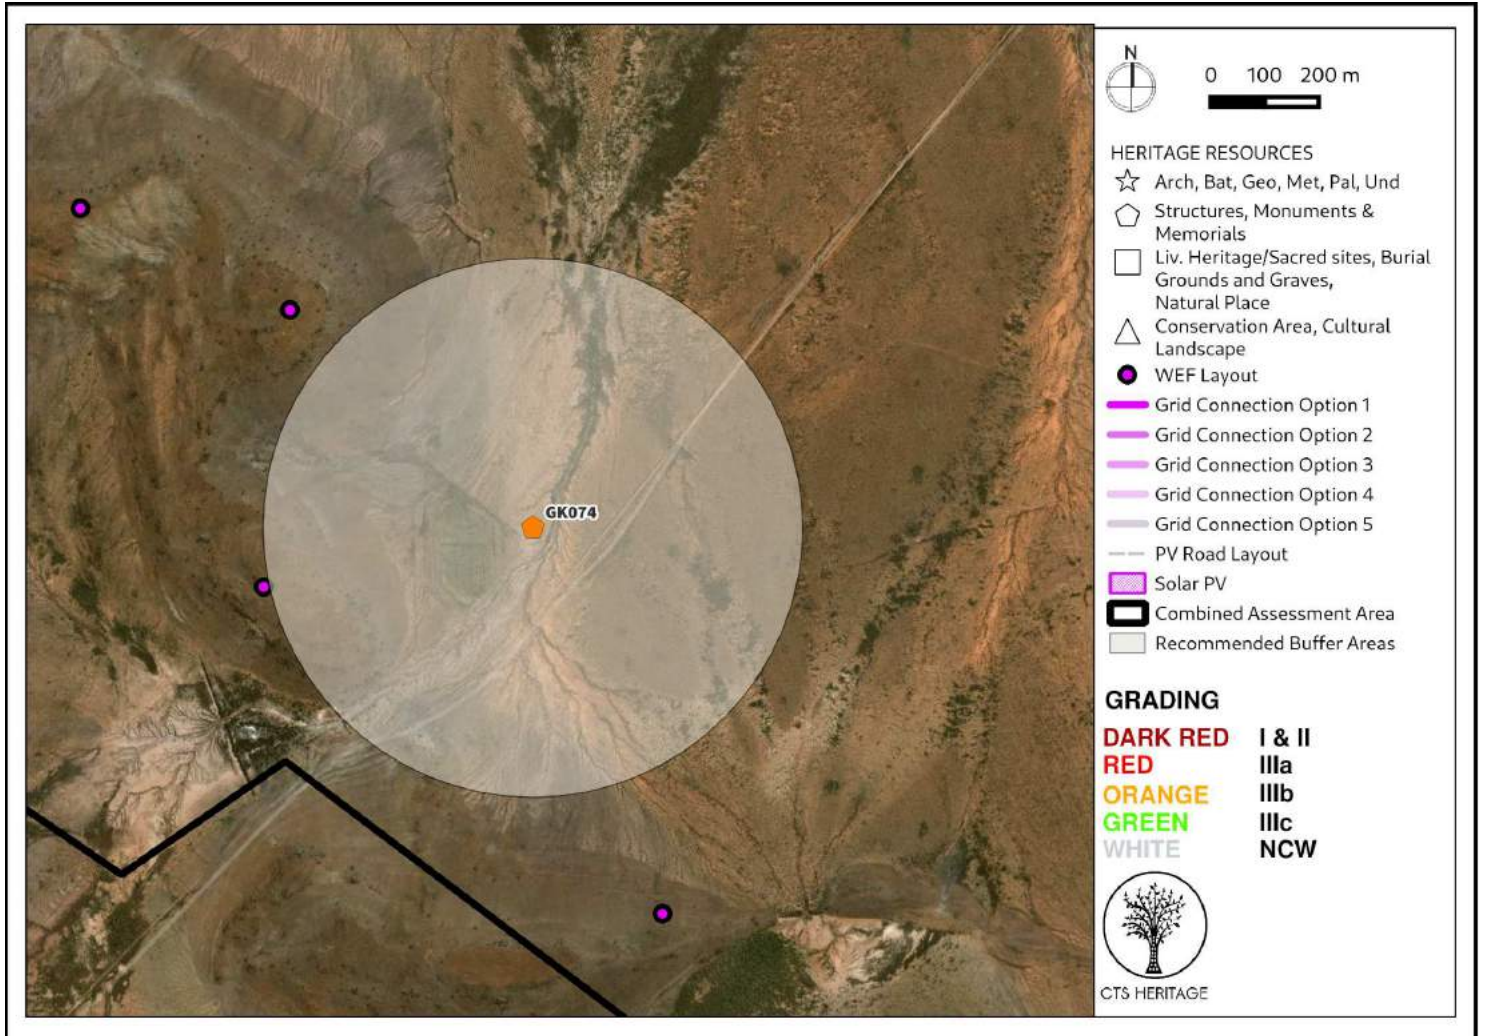 GK074
N
0 100 200 m
HERITAGE RESOURCES
Arch, Bat, Geo, Met, Pal, Und
Structures, Monuments &
Memorials
Liv. Heritage/Sacred sites, Burial
Grounds and Graves,
Natural Place
Conservation Area, Cultural
Landscape
WEF Layout
Grid Connection Option 1
Grid Connection Option 2
Grid Connection Option 3
Grid Connection Option 4
Grid Connection Option 5
PV Road Layout
Solar PV
Combined Assessment Area
Recommended Buffer Areas
GRADING
DARK RED I & II
RED IIIa
ORANGE IIIb
GREEN IIIc
WHITE NCW
CTS HERITAGE